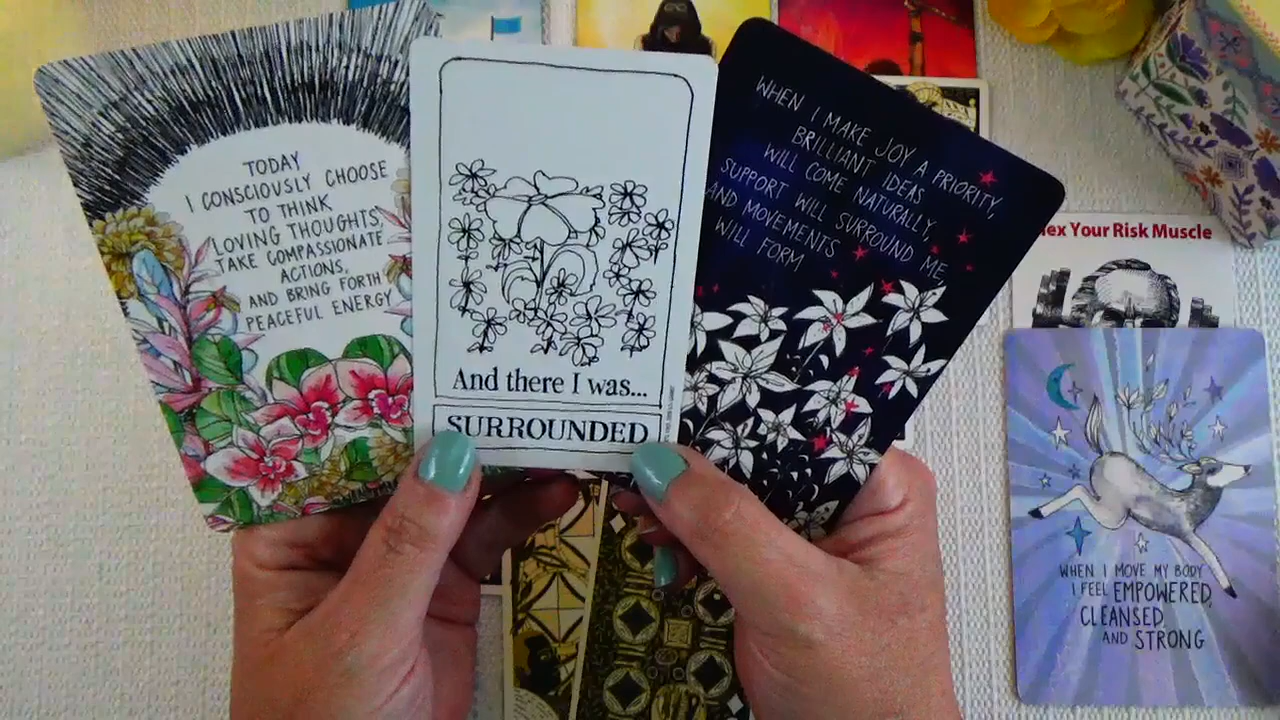 TODAY
I CONSCIOUSLY CHOOSE
TO THINK
LOVING THOUGHTS,
TAKE COMPASSIONATE
ACTIONS,
AND BRING FORTH
PEACEFUL ENERGY
And there I was...
SURROUNDED
WHEN I MAKE JOY A PRIORITY,
BRILLIANT IDEAS
WILL COME NATURALLY,
SUPPORT WILL SURROUND ME
AND MOVEMENTS
WILL FORM
Your Risk Muscle
WHEN I MOVE MY BODY
I FEEL EMPOWERED,
CLEANSED,
AND STRONG